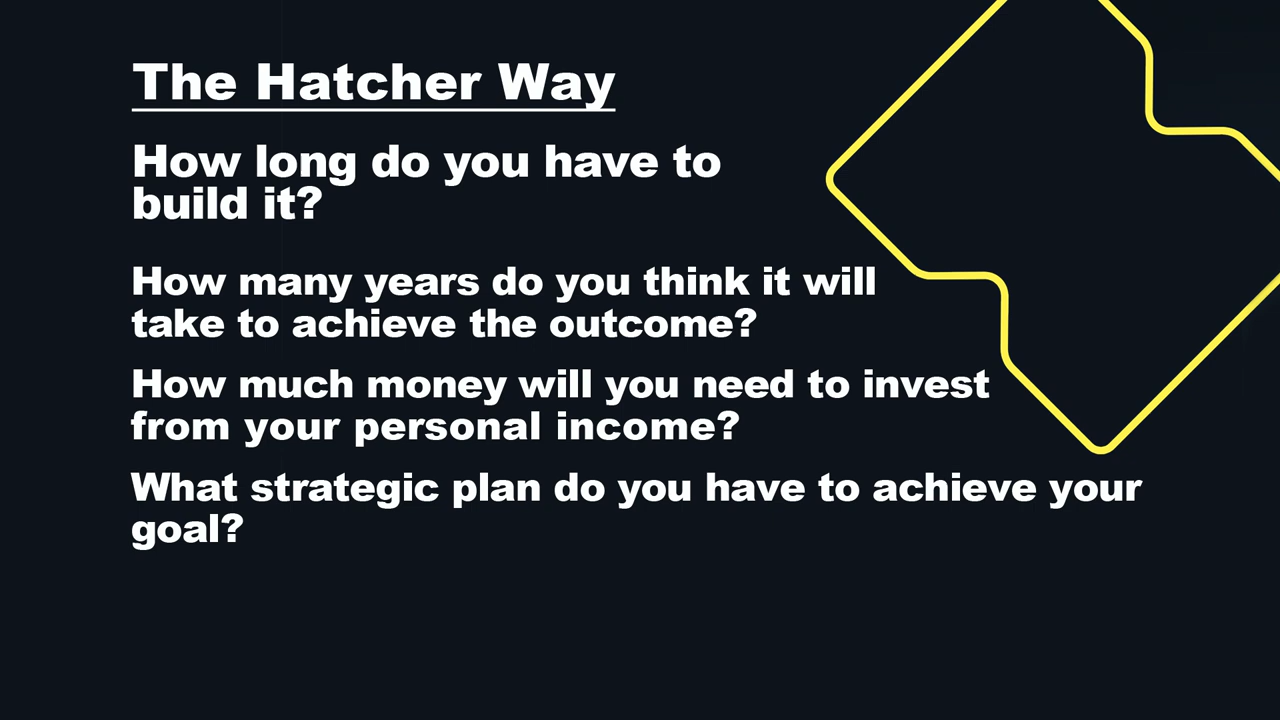 The Hatcher Way
How long do you have to
build it?
How many years do you think it will
take to achieve the outcome?
How much money will you need to invest
from your personal income?
What strategic plan do you have to achieve your
goal?